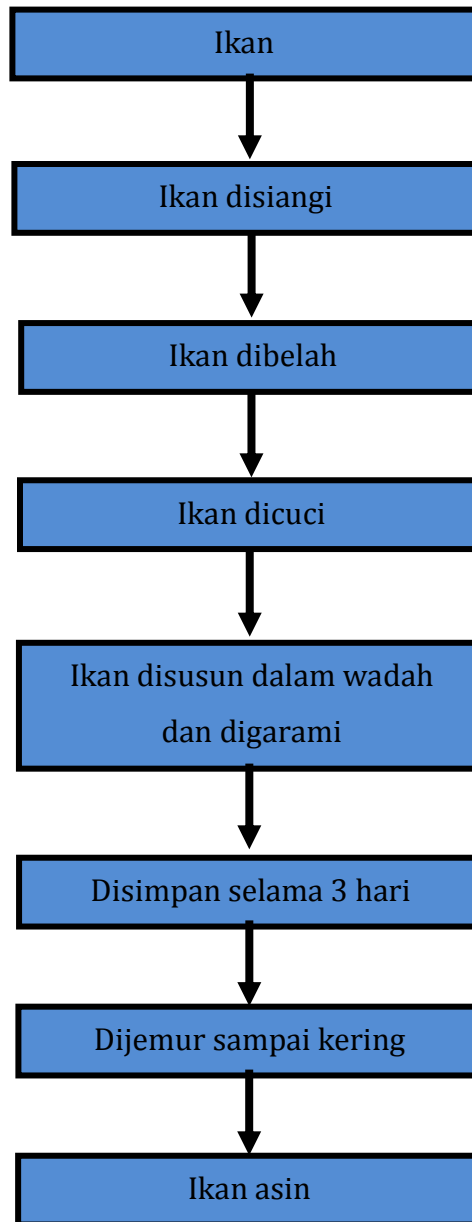 Ikan
Ikan disiangi
Ikan dibelah
Ikan dicuci
Ikan disusun dalam wadah
dan digarami
Disimpan selama 3 hari
Dijemur sampai kering
Ikan asin